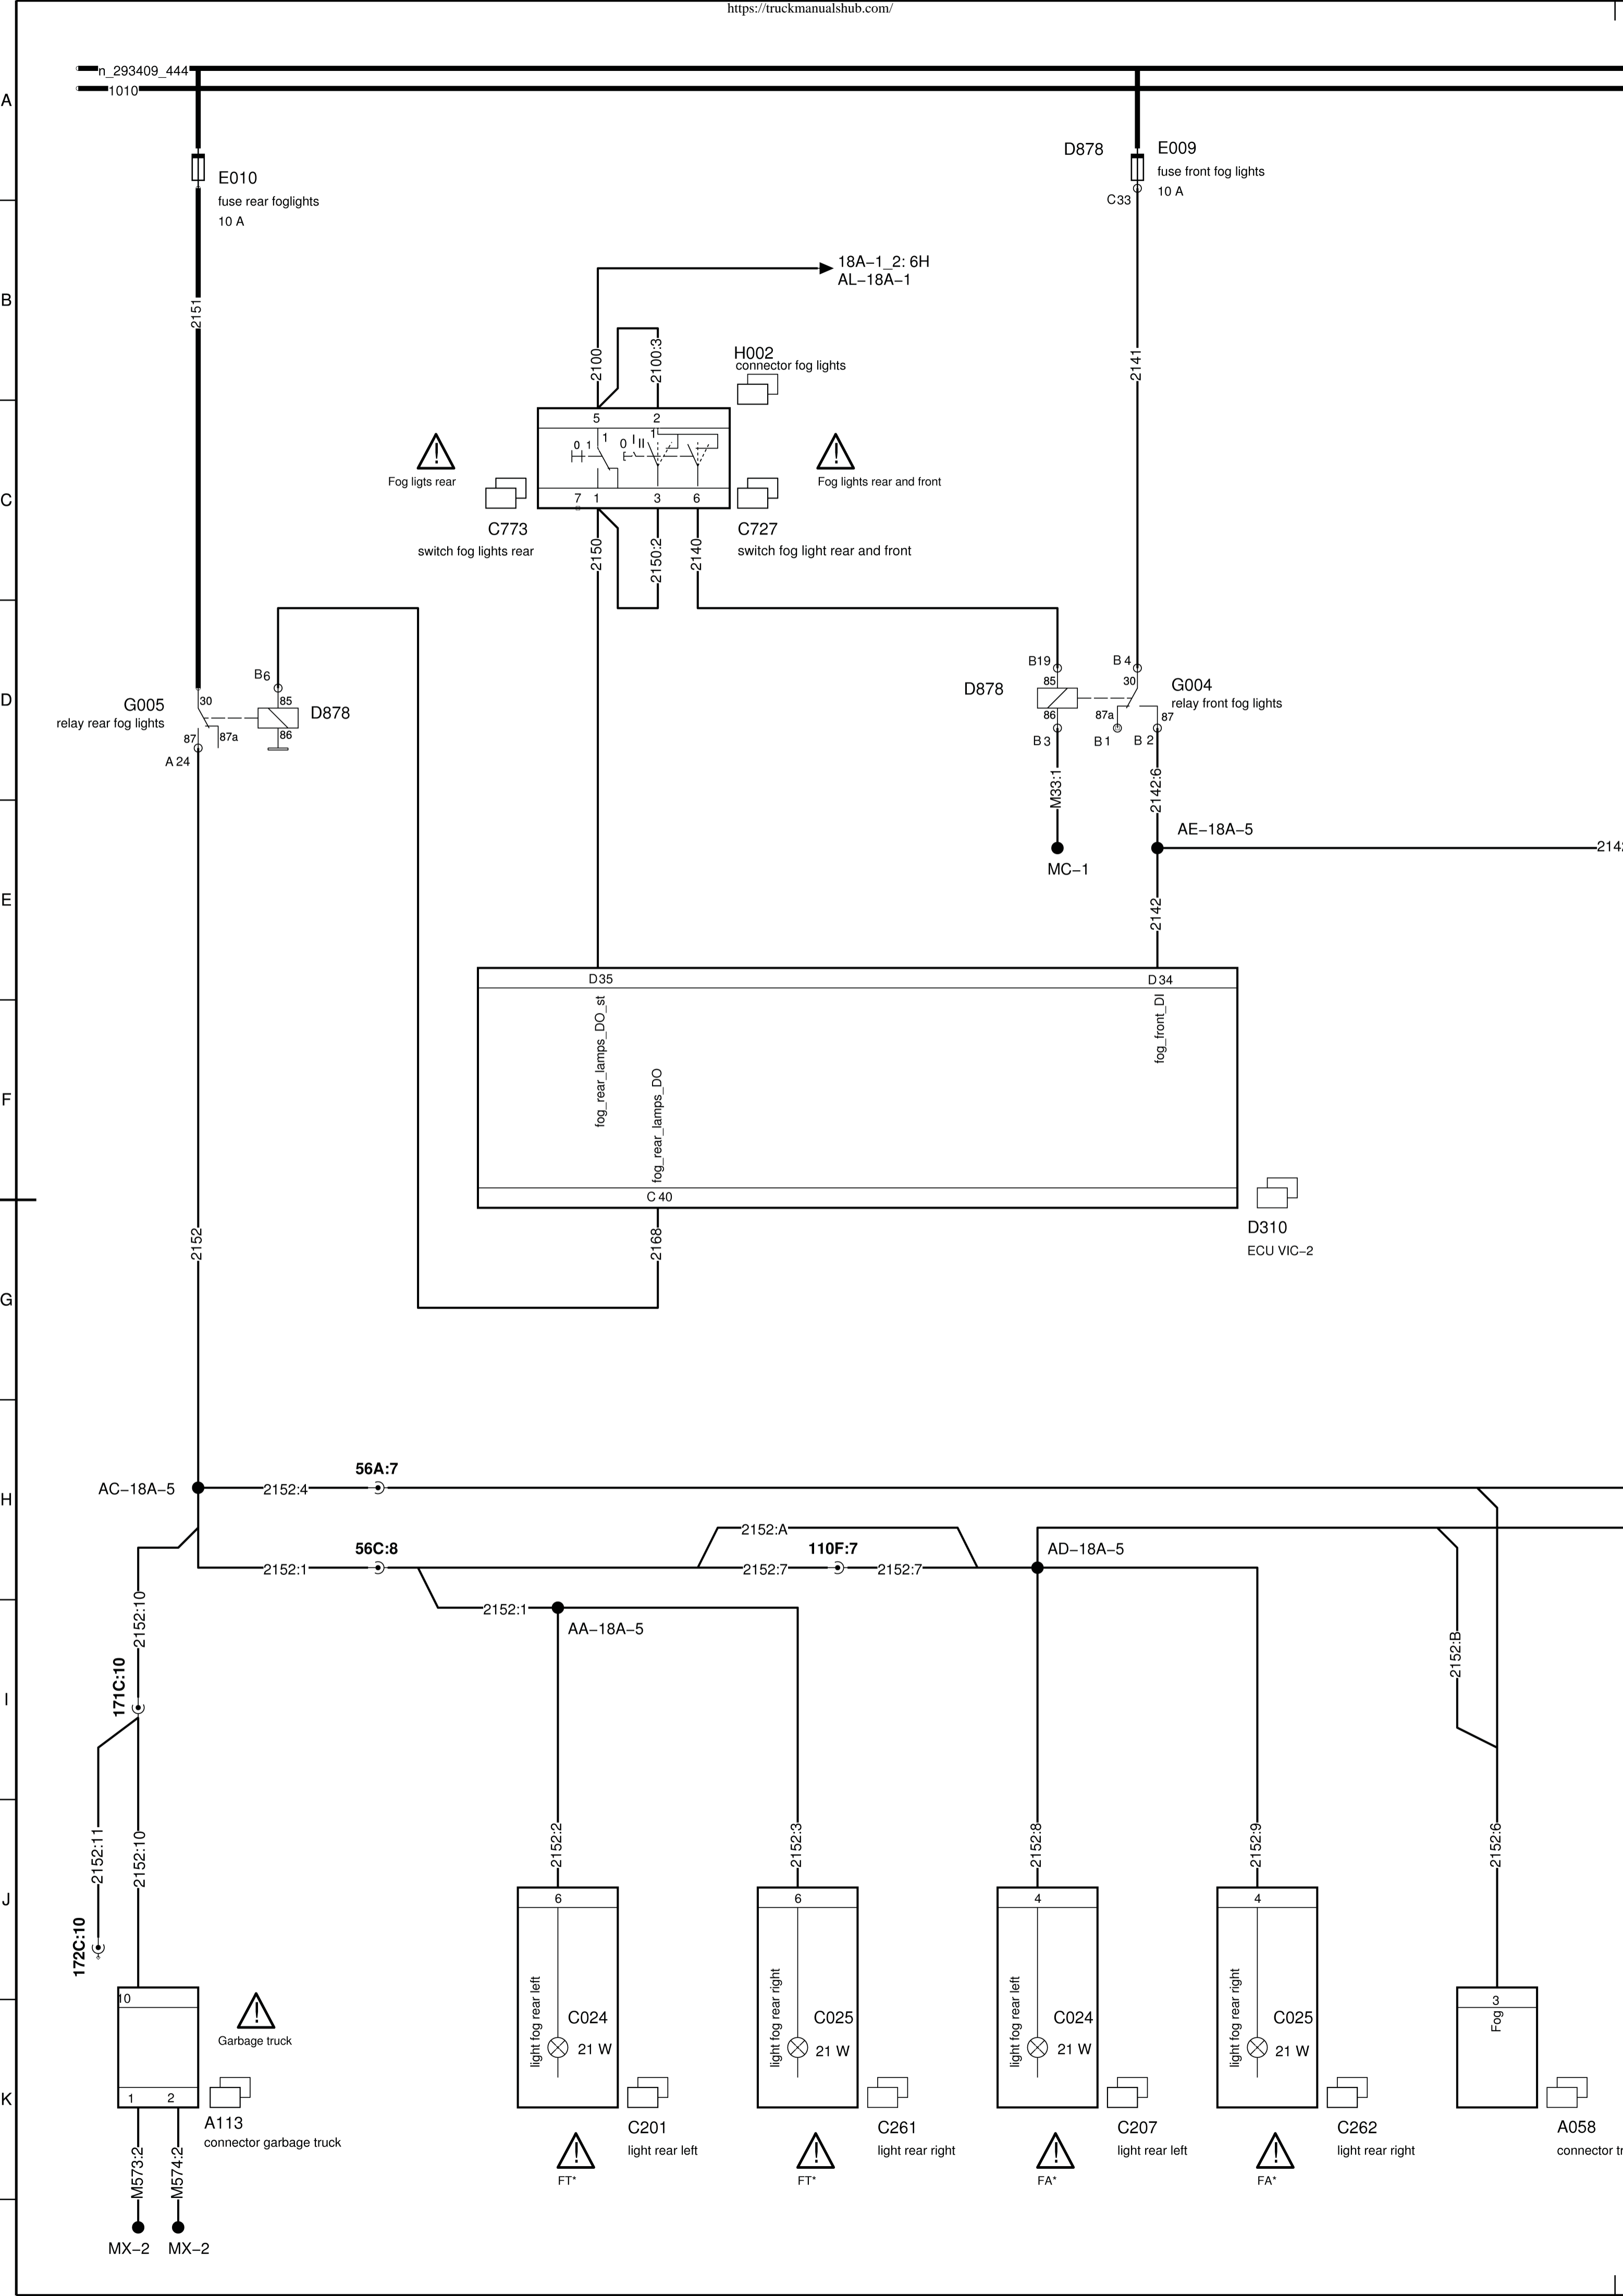 https://truckmanualshub.com/
n_293409_444
1010
A
B
C
D
E
F
G
H
I
J
K
E010
fuse rear foglights
10 A
2151
D878
E009
fuse front fog lights
10 A
C33
2141
18A–1_2: 6H
AL–18A–1
2100
2100:3
H002
connector fog lights
5 2
0 1 1 0 I II 1
7 1 3 6
Fog ligts rear
Fog lights rear and front
C773
switch fog lights rear
C727
switch fog light rear and front
2150
2150:2
2140
G005
relay rear fog lights
30
87
87a
A 24
B6
85
86
D878
D878
B19
85
86
B 3
B 4
30
87a
87
B 1
B 2
G004
relay front fog lights
M33:1
MC–1
2142:6
AE–18A–5
2142
D35
D 34
fog_rear_lamps_DO_st
fog_rear_lamps_DO
fog_front_DI
C 40
D310
ECU VIC–2
2168
2152
AC–18A–5
2152:4
56A:7
2152:1
56C:8
2152:A
2152:7
110F:7
2152:7
AD–18A–5
2152:1
AA–18A–5
2152:10
171C:10
2152:11
2152:10
172C:10
2152:2
2152:3
2152:8
2152:9
2152:B
2152:6
10
1 2
Garbage truck
A113
connector garbage truck
M573:2
M574:2
MX–2
MX–2
6
light fog rear left
C024
21 W
C201
light rear left
FT*
6
light fog rear right
C025
21 W
C261
light rear right
FT*
4
light fog rear left
C024
21 W
C207
light rear left
FA*
4
light fog rear right
C025
21 W
C262
light rear right
FA*
3
Fog
A058
connector